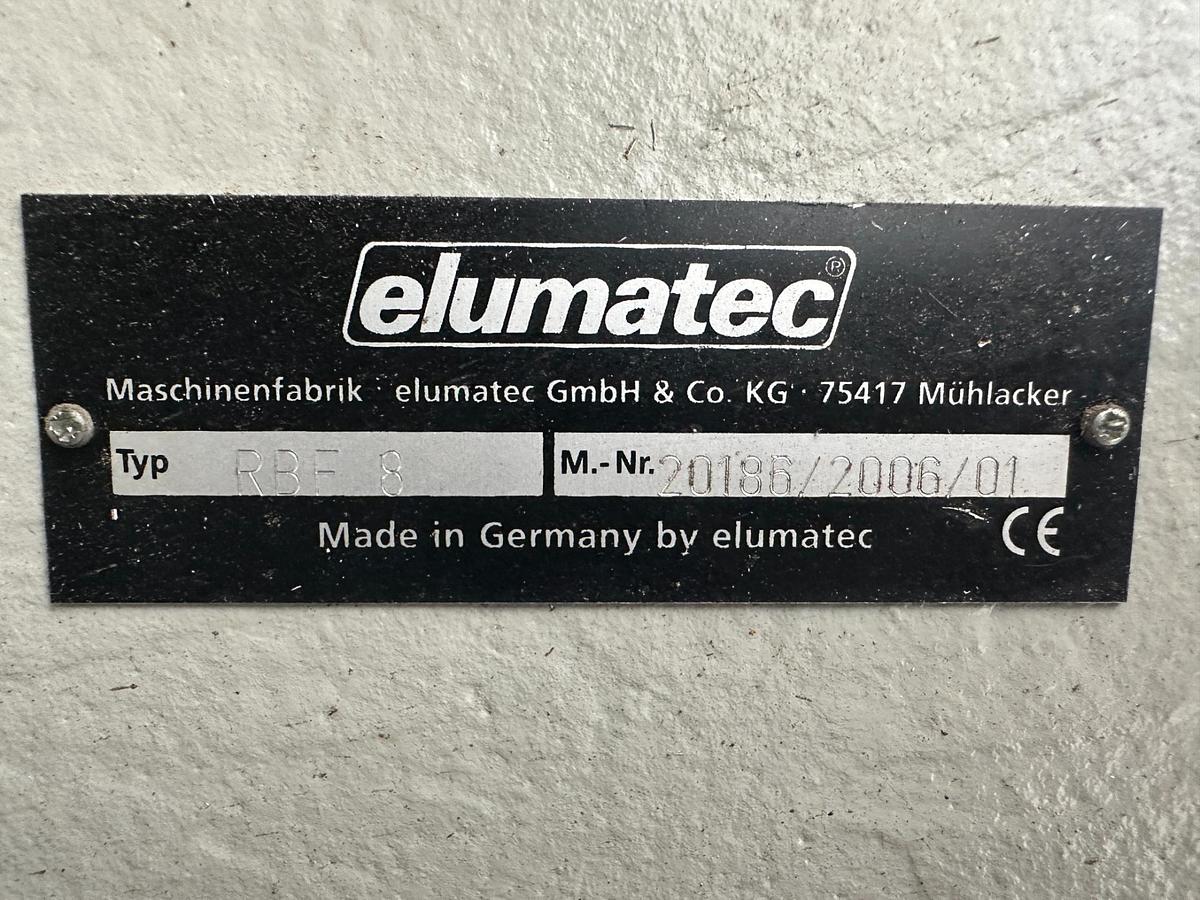 elumatec®
Maschinenfabrik · elumatec GmbH & Co. KG · 75417 Mühlacker
Typ RBF 8 M.-Nr. 20186/2006/01
Made in Germany by elumatec CE